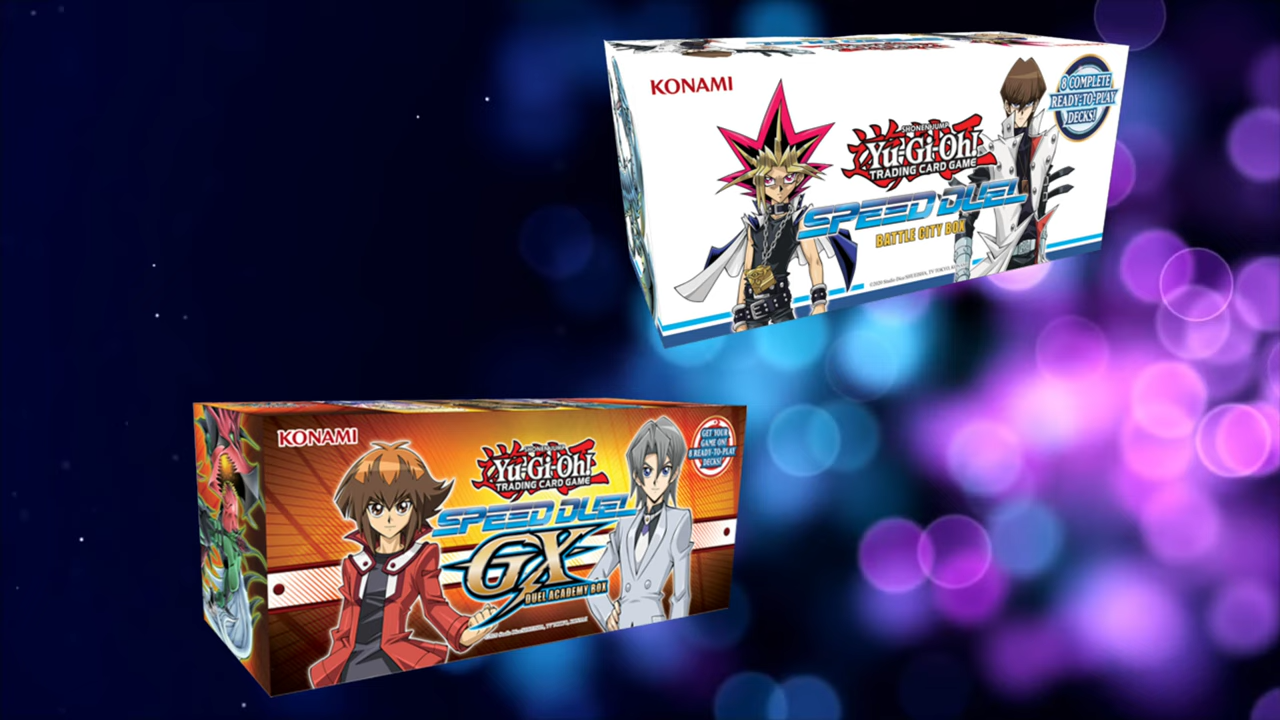 KONAMI
8 COMPLETE
READY-TO-PLAY
DECKS!
SHONEN JUMP
Yu-Gi-Oh!
TRADING CARD GAME
SPEED DUEL
BATTLE CITY BOX
KONAMI
GET YOUR
GAME ON!
8 READY-TO-PLAY
DECKS!
SHONEN JUMP
Yu-Gi-Oh!
TRADING CARD GAME
SPEED DUEL
GX
DUEL ACADEMY BOX